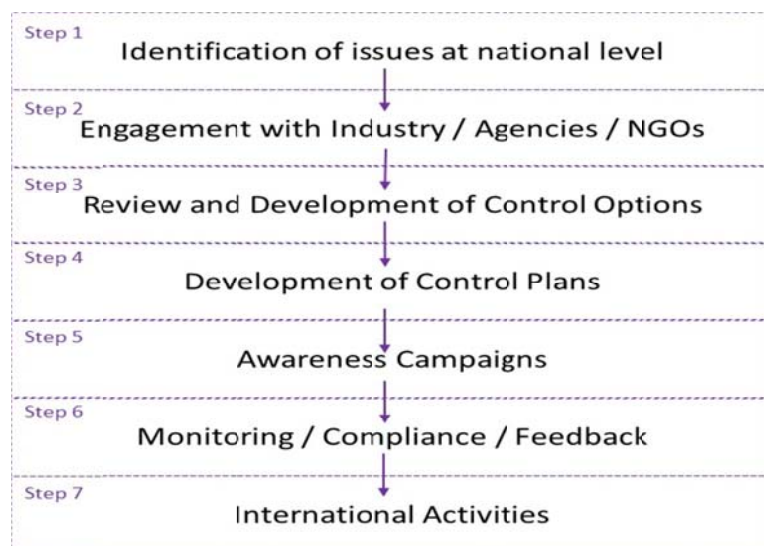 Step 1
Identification of issues at national level
Step 2
Engagement with Industry / Agencies / NGOs
Step 3
Review and Development of Control Options
Step 4
Development of Control Plans
Step 5
Awareness Campaigns
Step 6
Monitoring / Compliance / Feedback
Step 7
International Activities